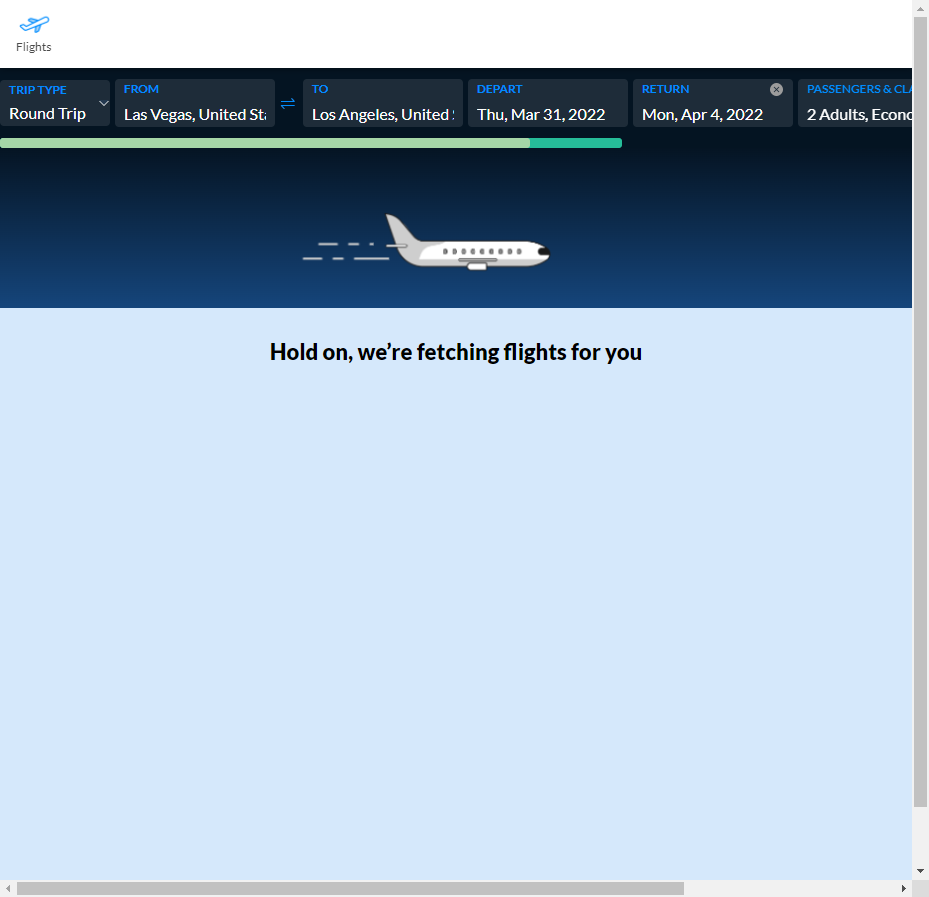 Flights
TRIP TYPE
Round Trip
FROM
Las Vegas, United St
TO
Los Angeles, United
DEPART
Thu, Mar 31, 2022
RETURN
Mon, Apr 4, 2022
PASSENGERS & CLA
2 Adults, Econo
Hold on, we’re fetching flights for you